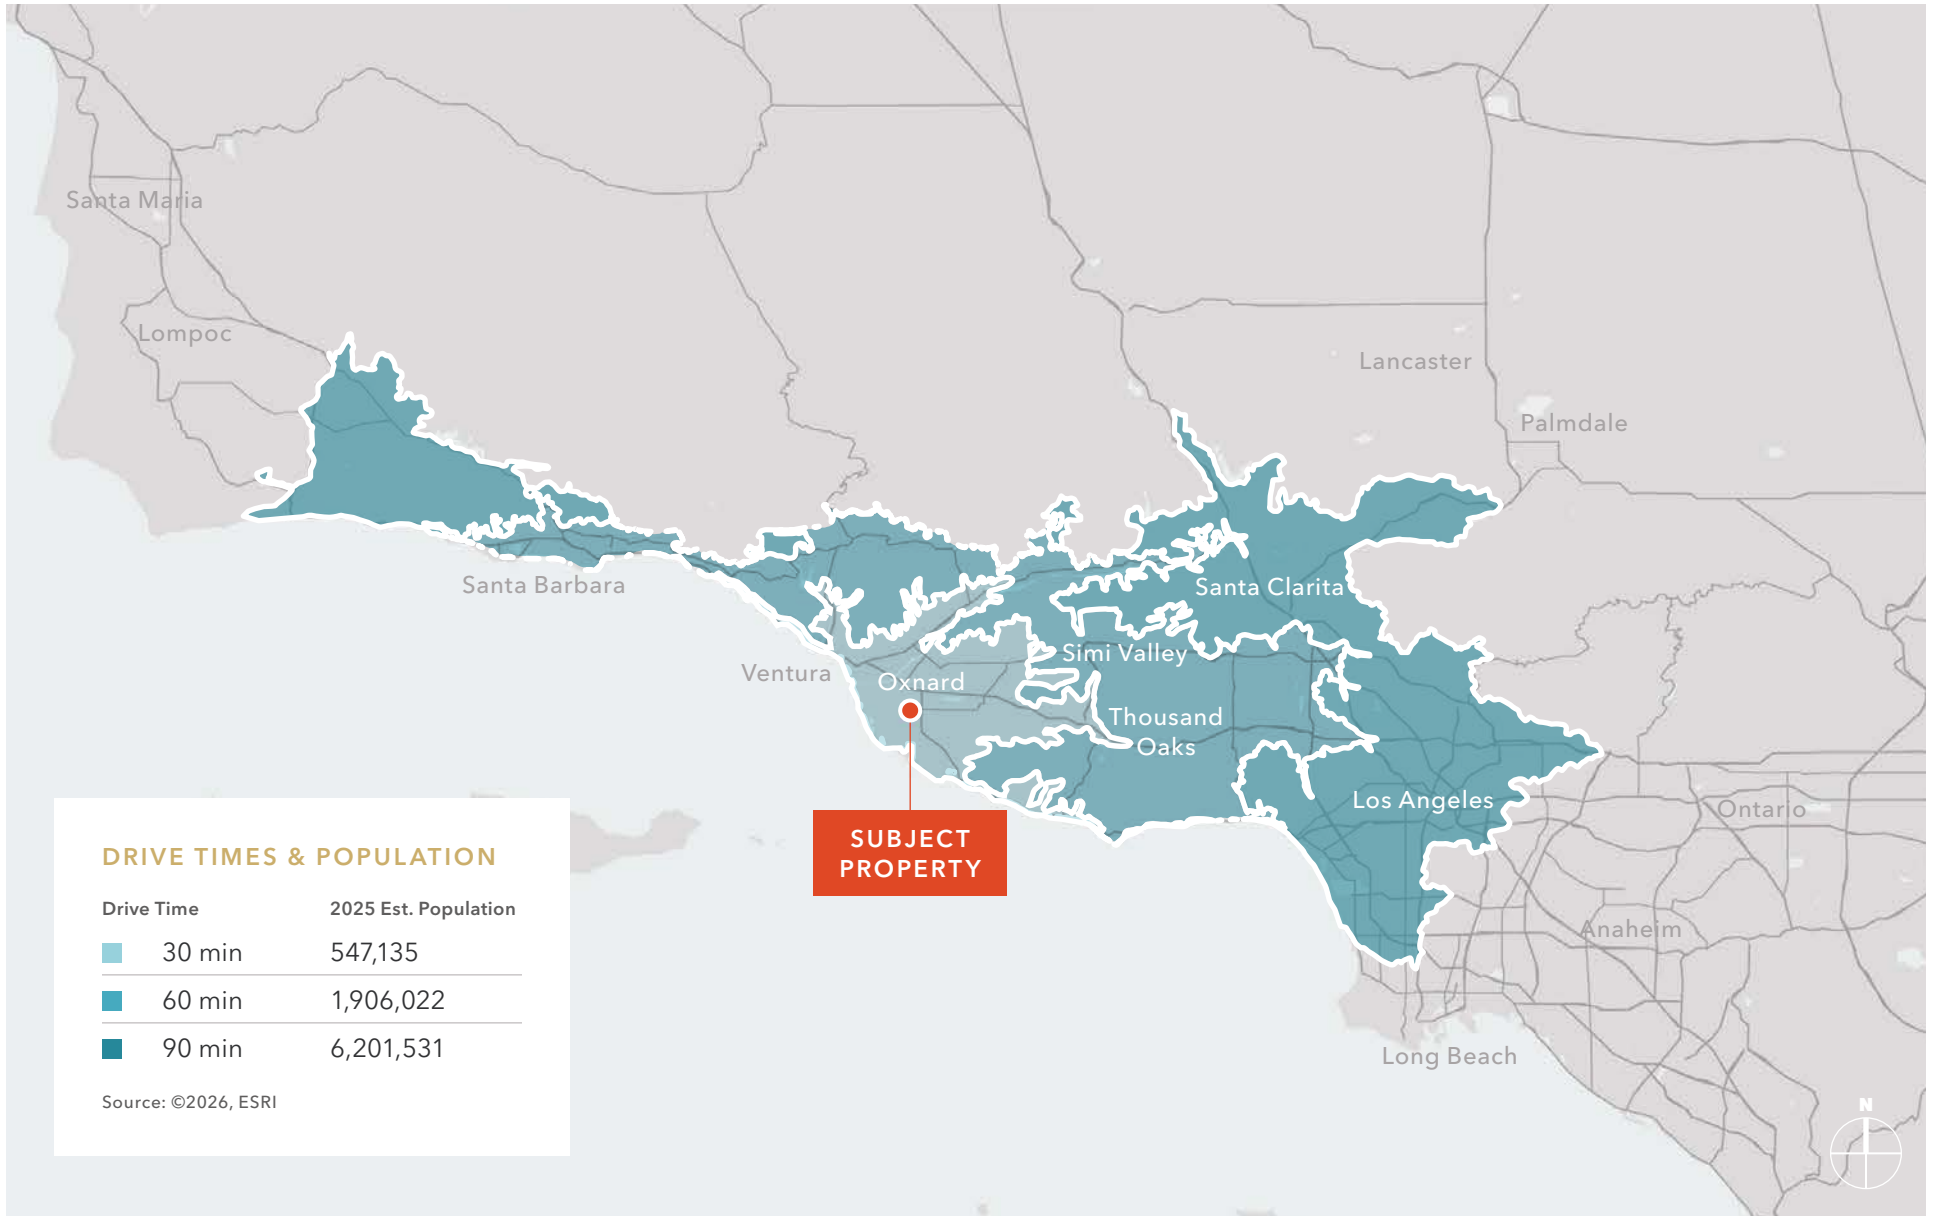 Santa Maria
Lompoc
Lancaster
Palmdale
Santa Barbara
Santa Clarita
Simi Valley
Ventura
Oxnard
Thousand
Oaks
Los Angeles
Ontario
SUBJECT
PROPERTY
Anaheim
Long Beach
DRIVE TIMES & POPULATION
Drive Time 2025 Est. Population
30 min 547,135
60 min 1,906,022
90 min 6,201,531
Source: ©2026, ESRI
N